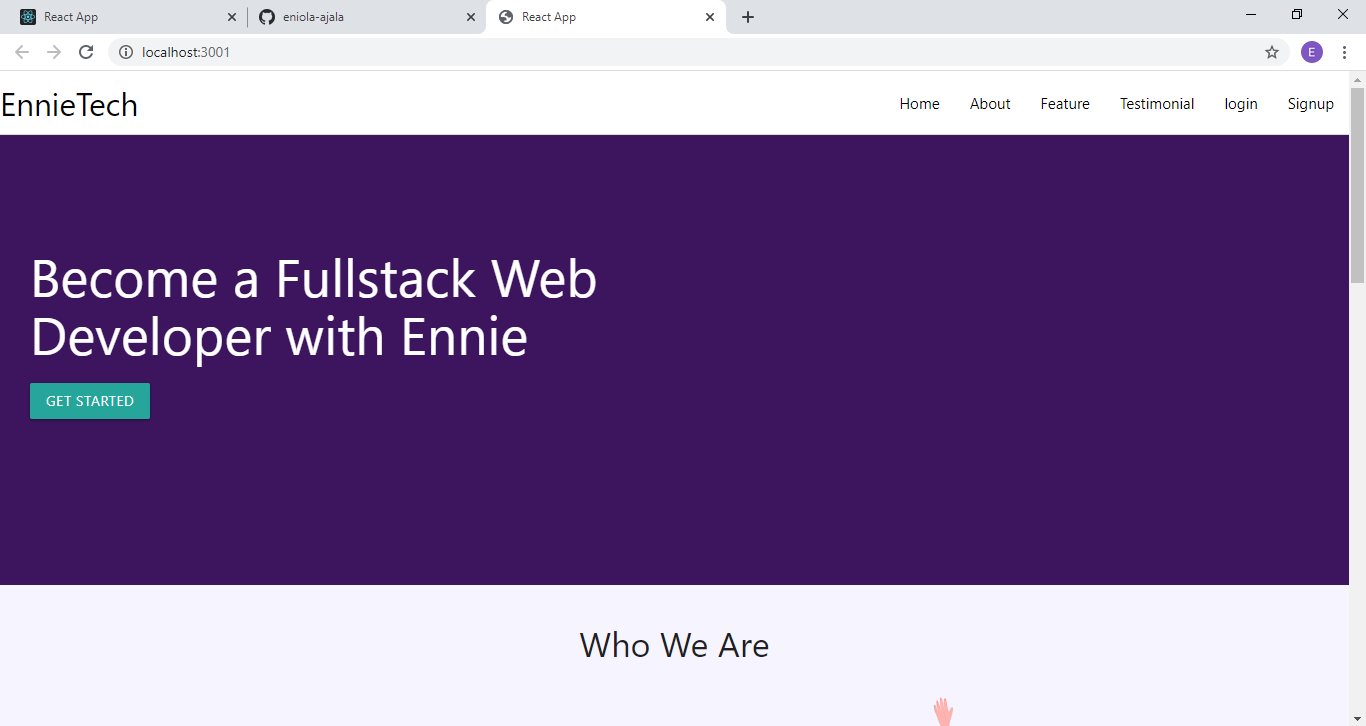 React App
eniola-ajala
React App
localhost:3001
E
EnnieTech
Home About Feature Testimonial login Signup
Become a Fullstack Web
Developer with Ennie
GET STARTED
Who We Are